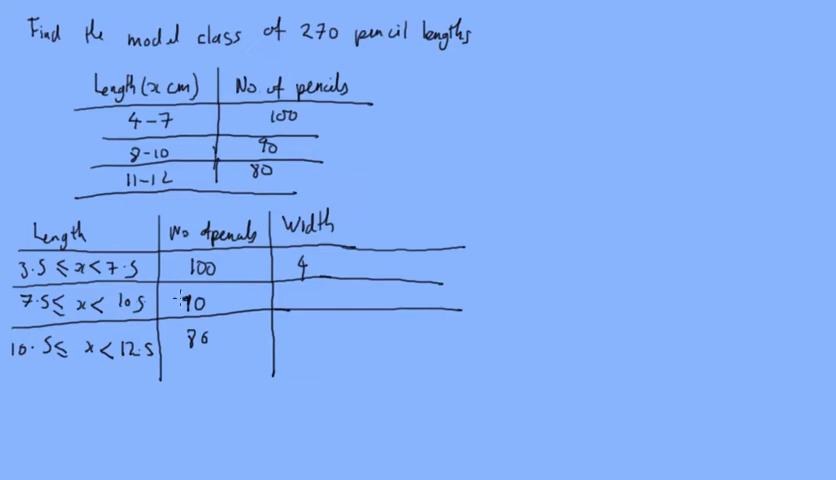 Find the model class of 270 pencil lengths
Length (x cm) No. of pencils
4-7 100
8-10 90
11-12 80
Length No of pencils Width
3.5 ≤ x < 7.5 100 4
7.5 ≤ x < 10.5 90
10.5 ≤ x < 12.5 80